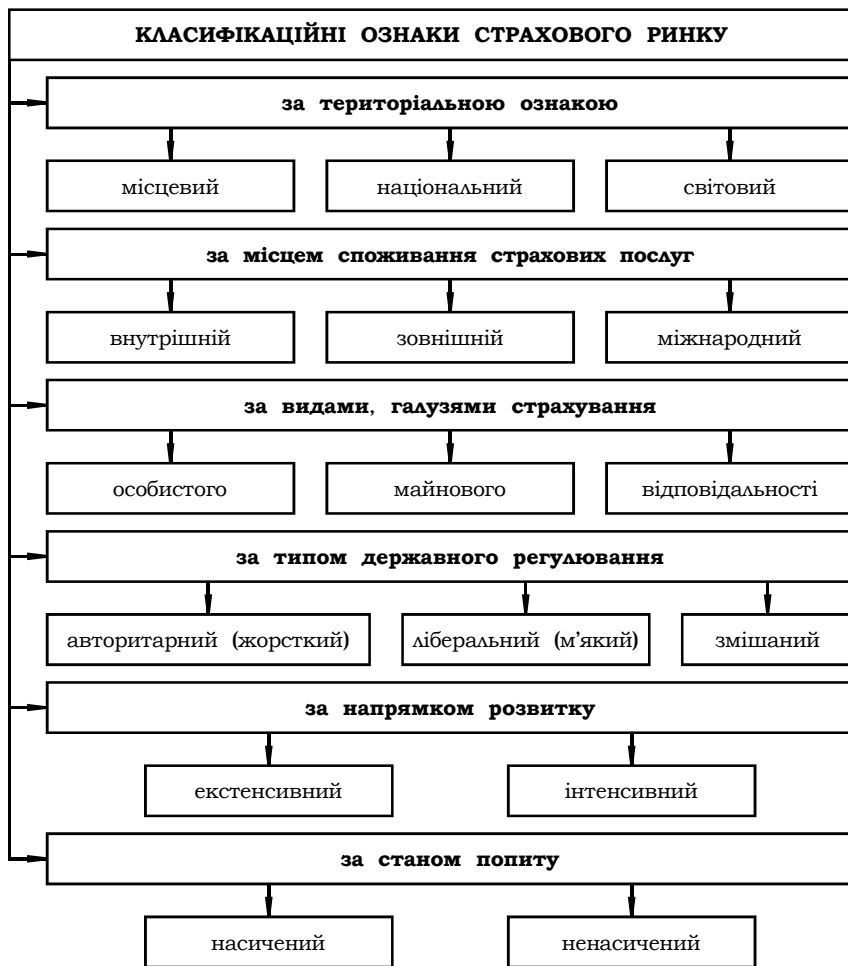 КЛАСИФІКАЦІЙНІ ОЗНАКИ СТРАХОВОГО РИНКУ
за територіальною ознакою
місцевий національний світовий
за місцем споживання страхових послуг
внутрішній зовнішній міжнародний
за видами, галузями страхування
особистого майнового відповідальності
за типом державного регулювання
авторитарний (жорсткий) ліберальний (м'який) змішаний
за напрямком розвитку
екстенсивний інтенсивний
за станом попиту
насичений ненасичений